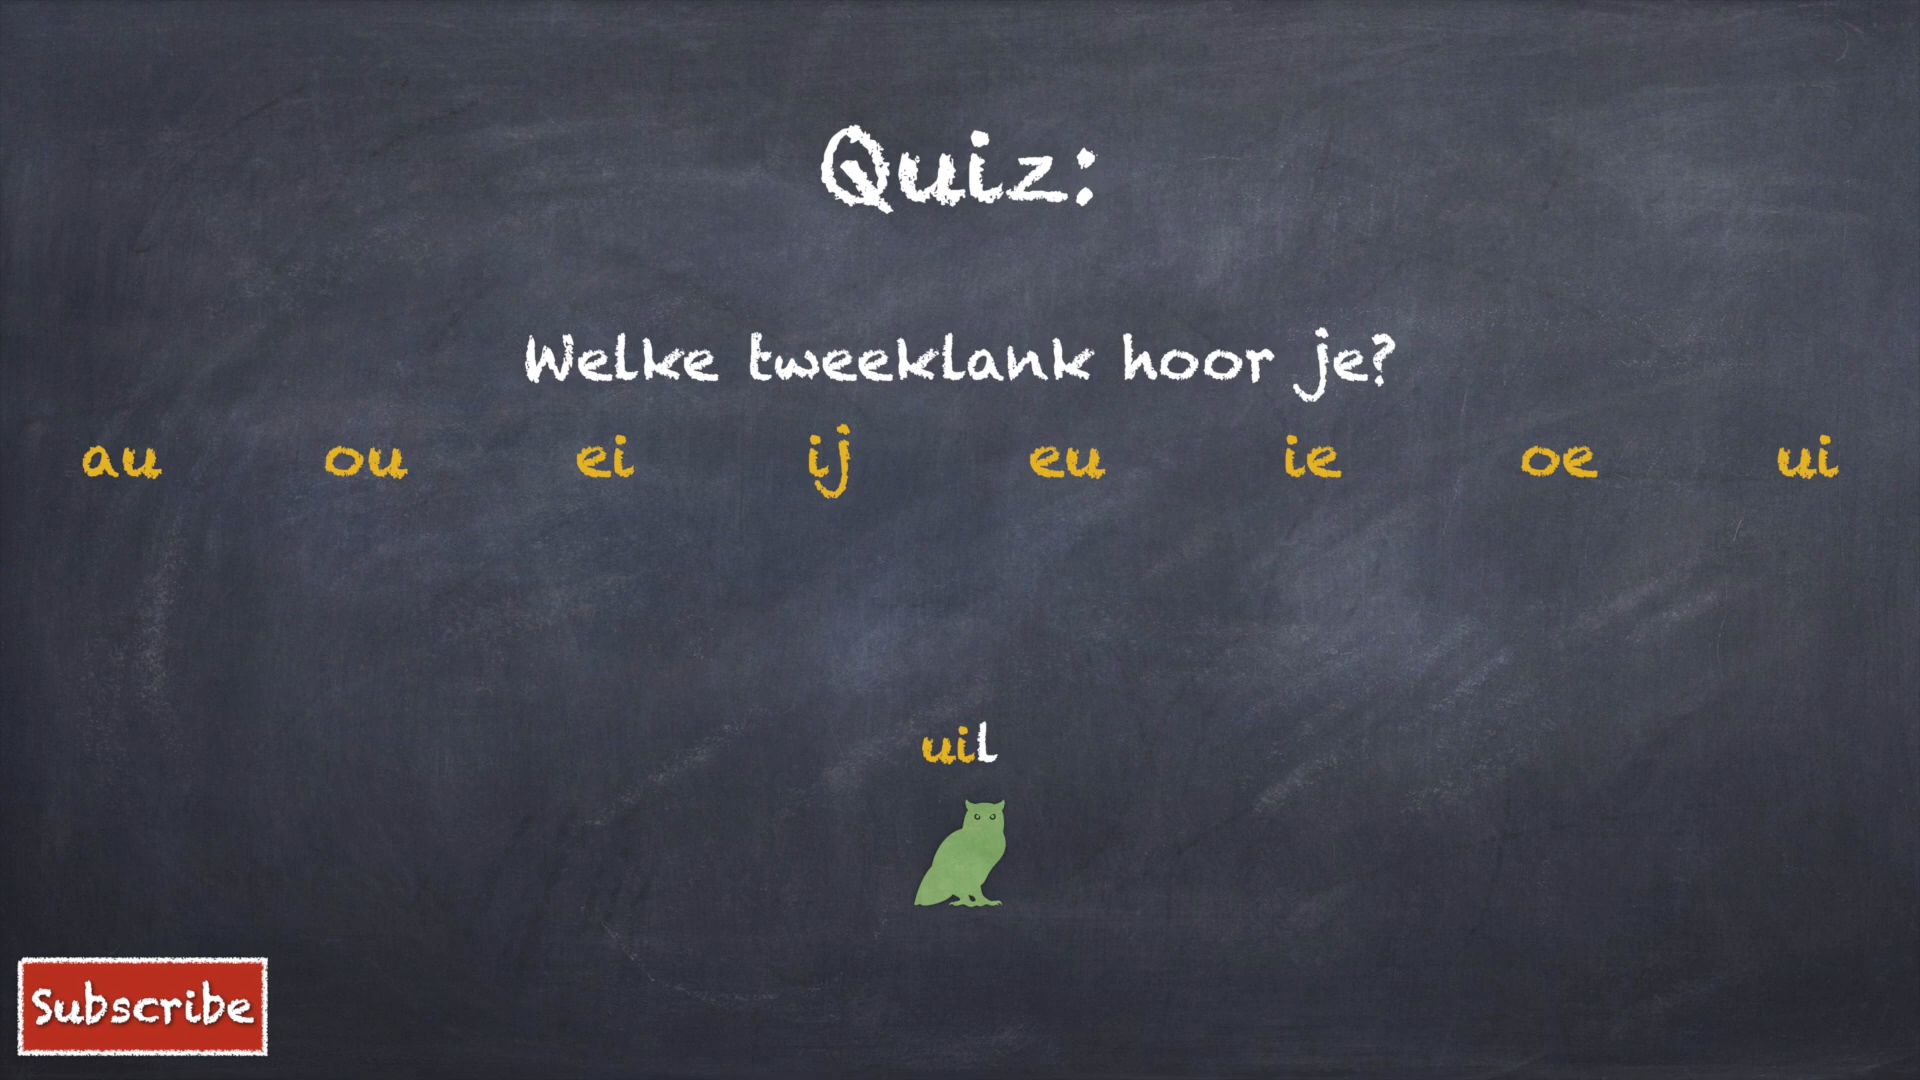 Quiz:
Welke tweeklank hoor je?
au ou ei ij eu ie oe ui
uil
Subscribe